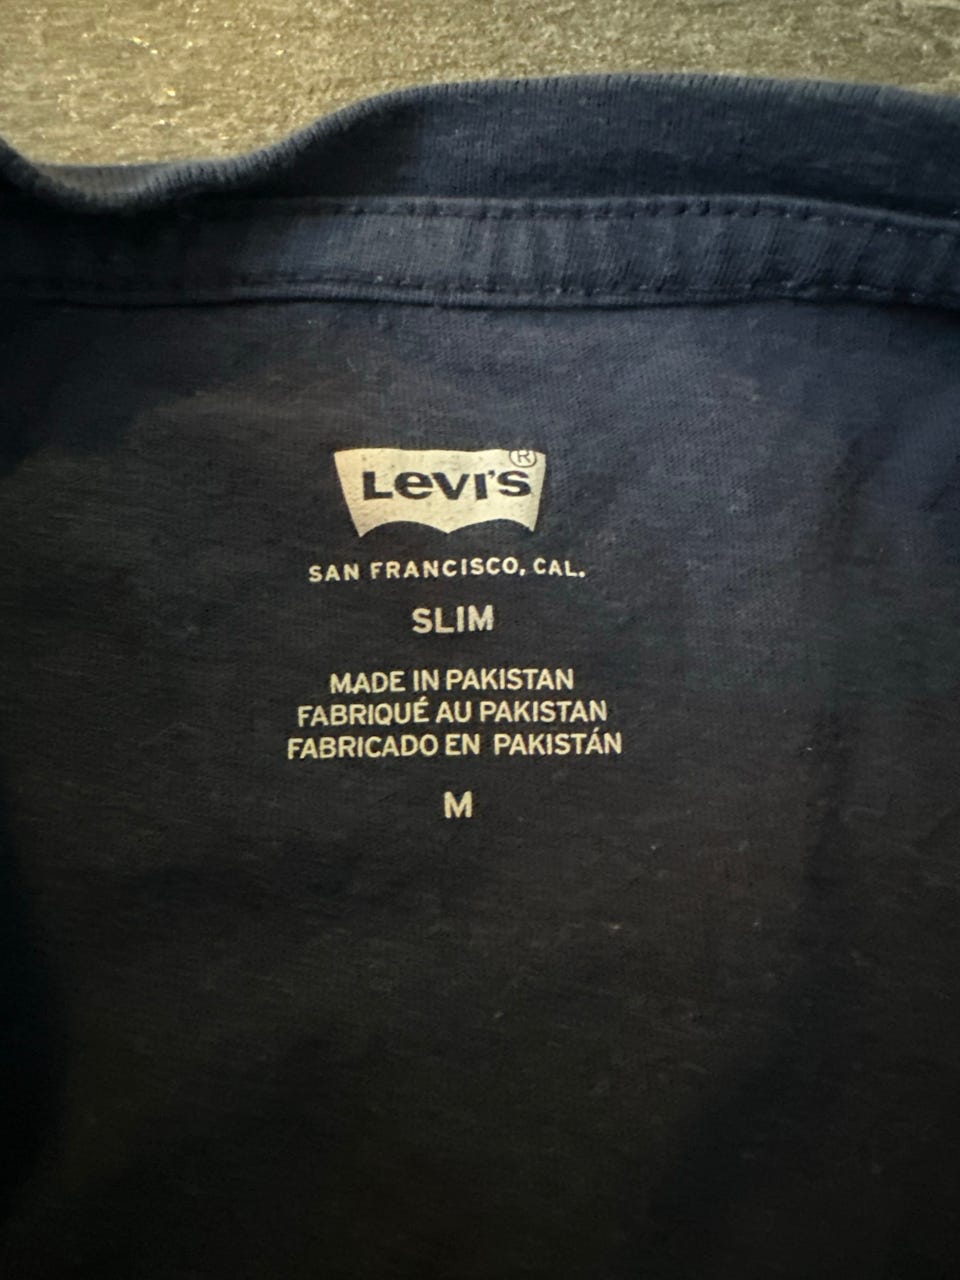 Levi's®
SAN FRANCISCO, CAL.
SLIM
MADE IN PAKISTAN
FABRIQUÉ AU PAKISTAN
FABRICADO EN PAKISTÁN
M